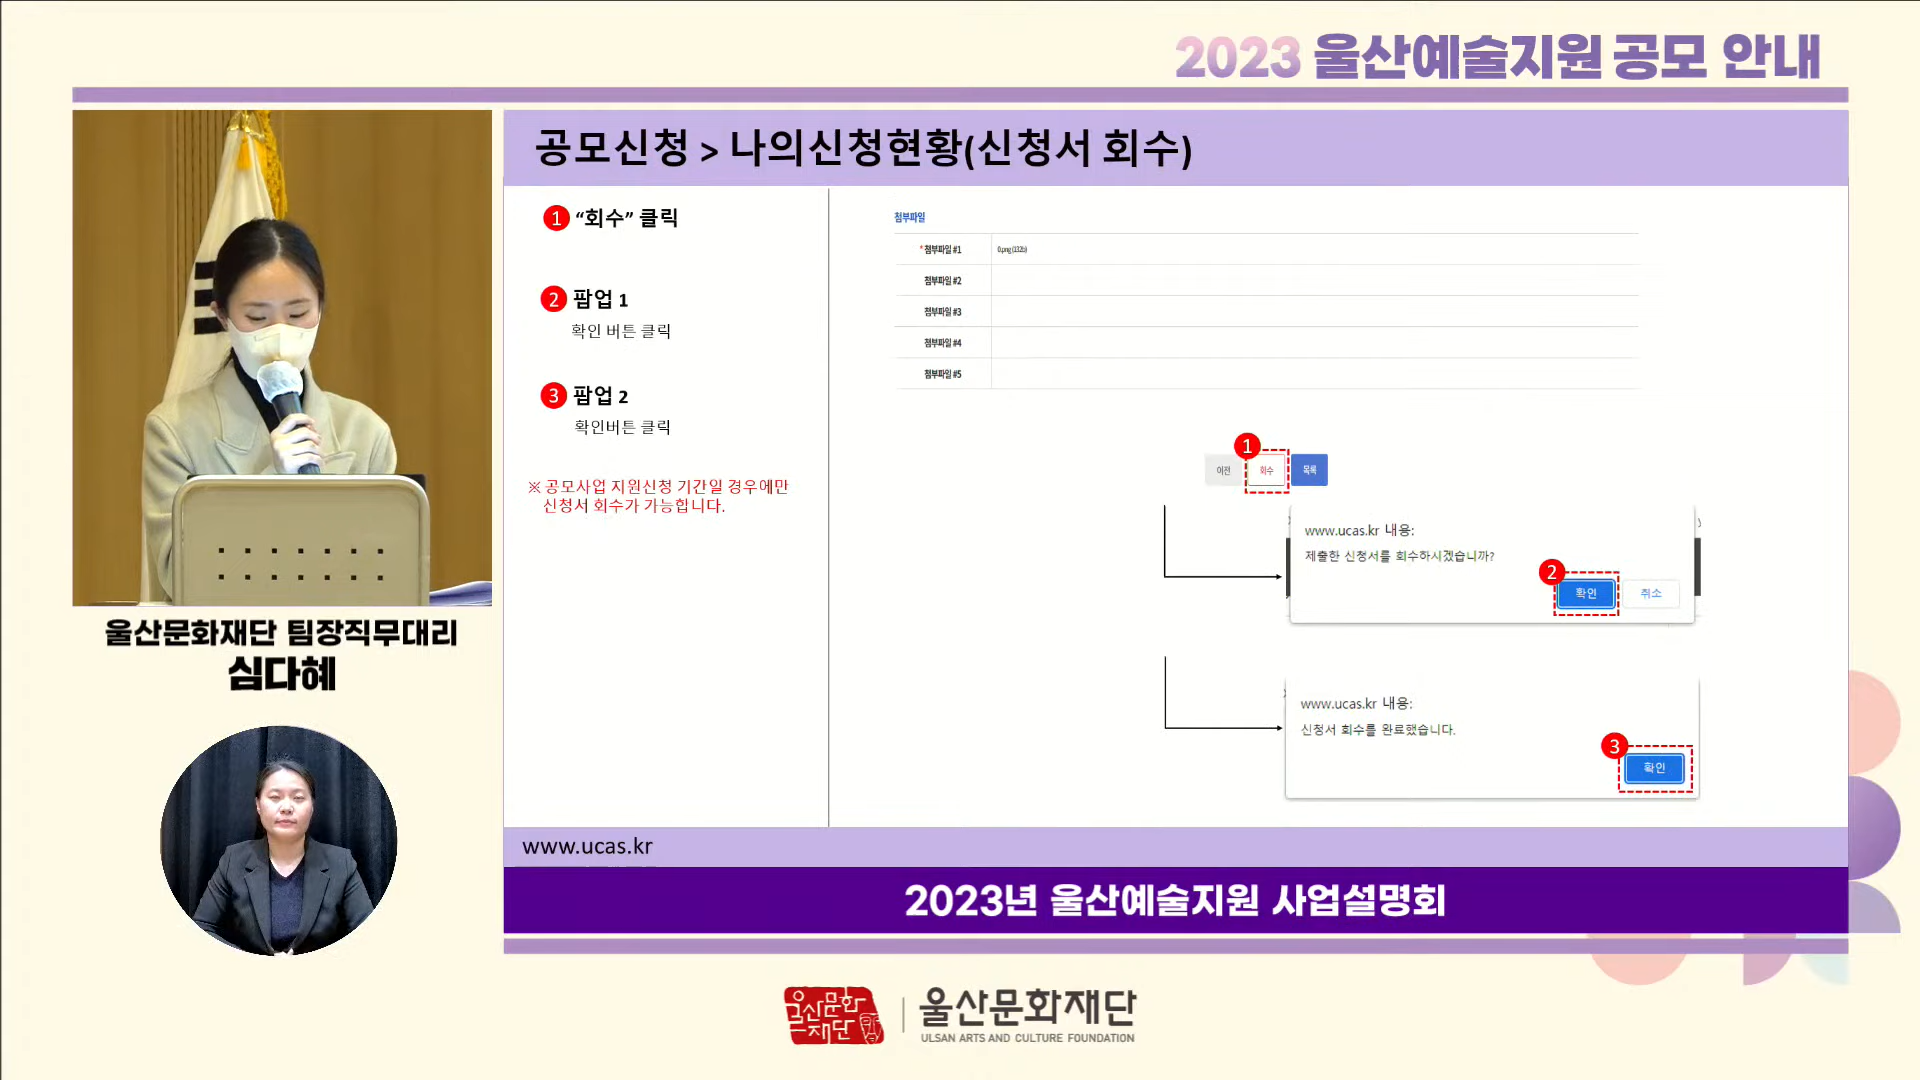 2023 울산예술지원 공모 안내
공모신청 > 나의신청현황(신청서 회수)
1 “회수” 클릭
2 팝업 1
확인 버튼 클릭
3 팝업 2
확인버튼 클릭
※ 공모사업 지원신청 기간일 경우에만
신청서 회수가 가능합니다.
첨부파일
* 첨부파일 #1
0.png (332b)
첨부파일 #2
첨부파일 #3
첨부파일 #4
첨부파일 #5
1
이전 회수 목록
www.ucas.kr 내용:
제출한 신청서를 회수하시겠습니까?
2
확인 취소
www.ucas.kr 내용:
신청서 회수를 완료했습니다.
3
확인
울산문화재단 팀장직무대리
심다혜
www.ucas.kr
2023년 울산예술지원 사업설명회
울산문화
재단
울산문화재단
ULSAN ARTS AND CULTURE FOUNDATION